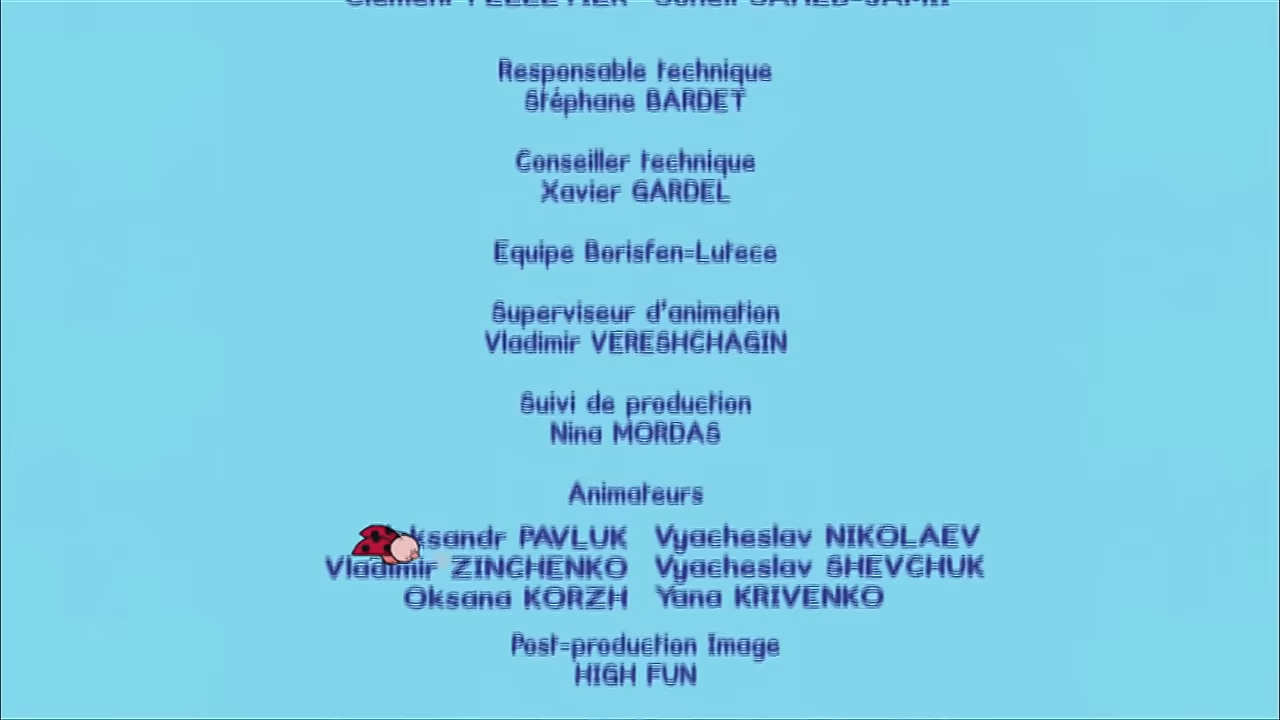 Responsable technique
Stéphane BARDET
Conseiller technique
Xavier GARDEL
Equipe Borisfen-Lutece
Superviseur d'animation
Vladimir VERESHCHAGIN
Suivi de production
Nina MORDAS
Animateurs
PAVLUK Vyacheslav NIKOLAEV
Vladimir ZINCHENKO Vyacheslav SHEVCHUK
Oksana KORZH Yana KRIVENKO
Post-production Image
HIGH FUN